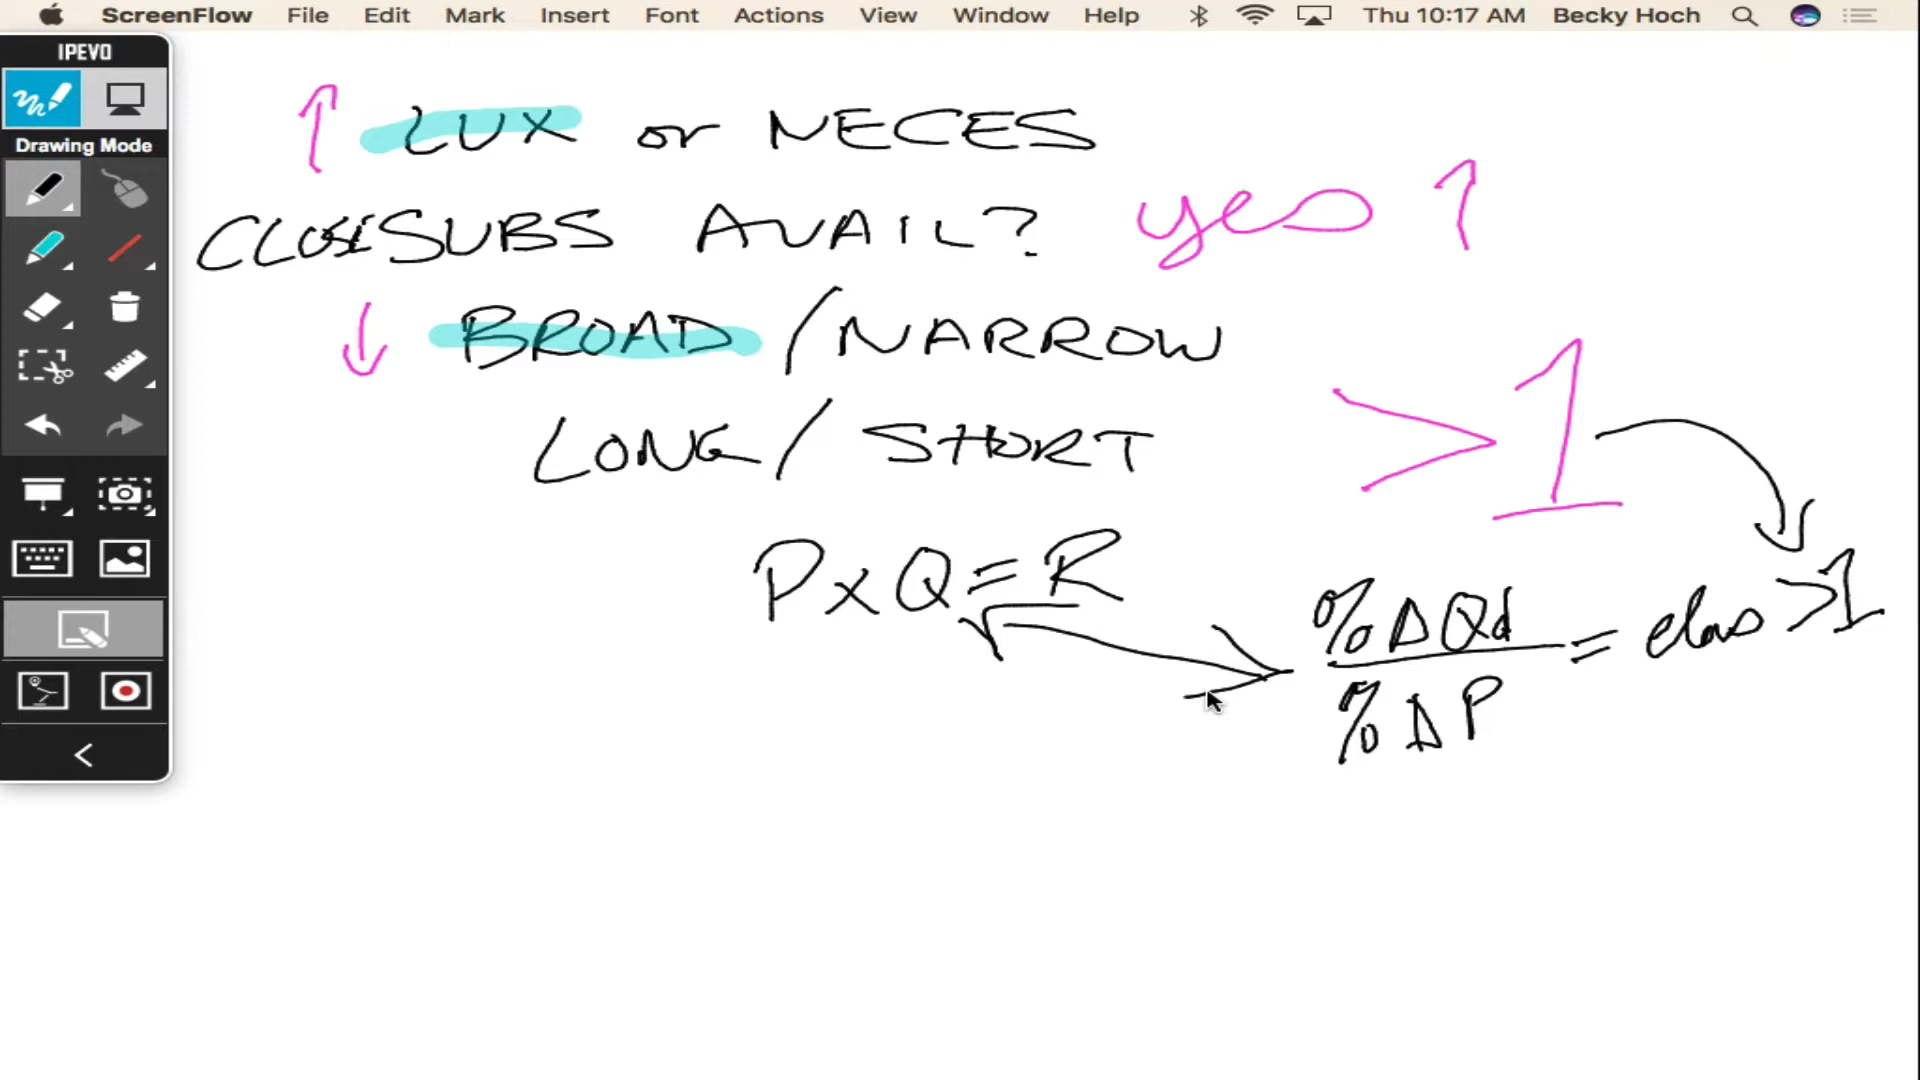 ScreenFlow File Edit Mark Insert Font Actions View Window Help Thu 10:17 AM Becky Hoch
IPEVO
Drawing Mode
↑ LUX or NECES
CLOSE SUBS AVAIL? yes ↑
↓ BROAD / NARROW
LONG / SHORT
>1
P x Q = R
%ΔQd / %ΔP = elas >1